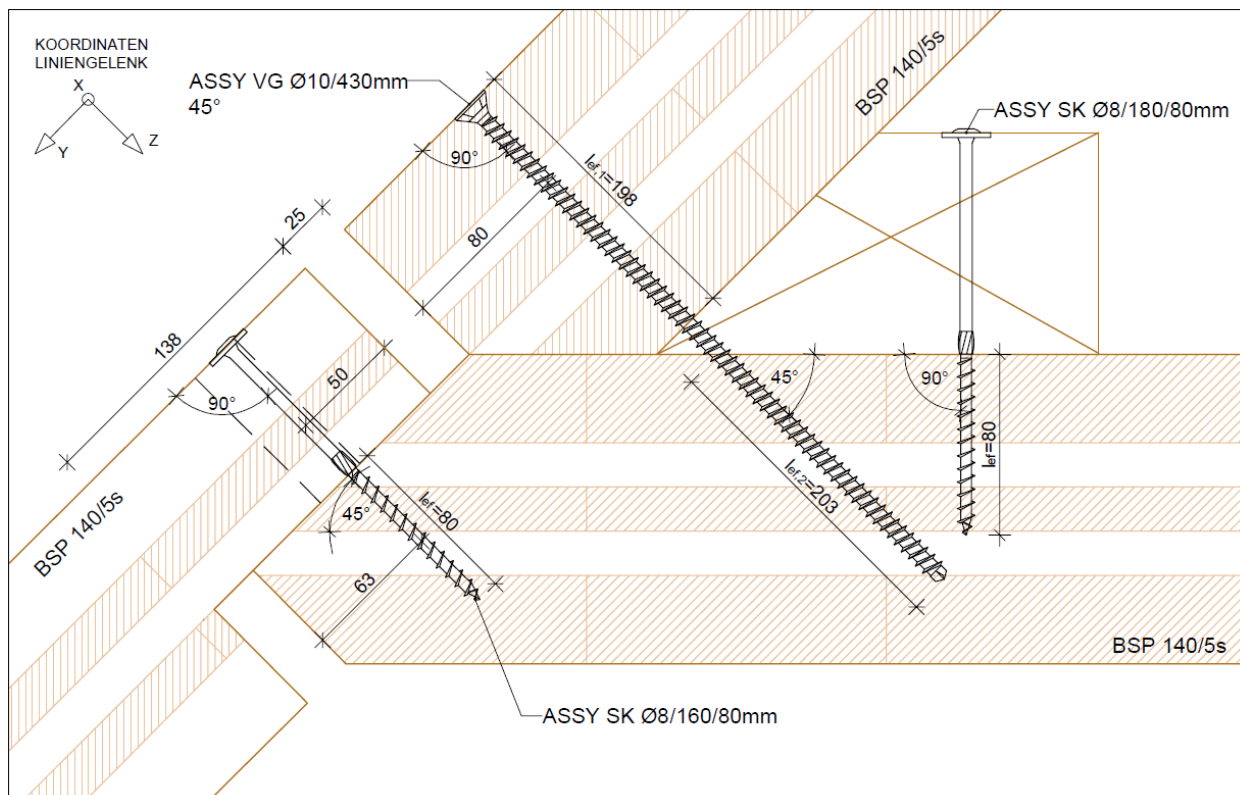 KOORDINATEN
LINIENGELENK
X
Y
Z
ASSY VG Ø10/430mm
45°
90°
lef,1=198
80
25
138
BSP 140/5s
ASSY SK Ø8/180/80mm
50
90°
45°
lef=80
63
BSP 140/5s
45°
90°
lef=80
lef,2=203
BSP 140/5s
ASSY SK Ø8/160/80mm